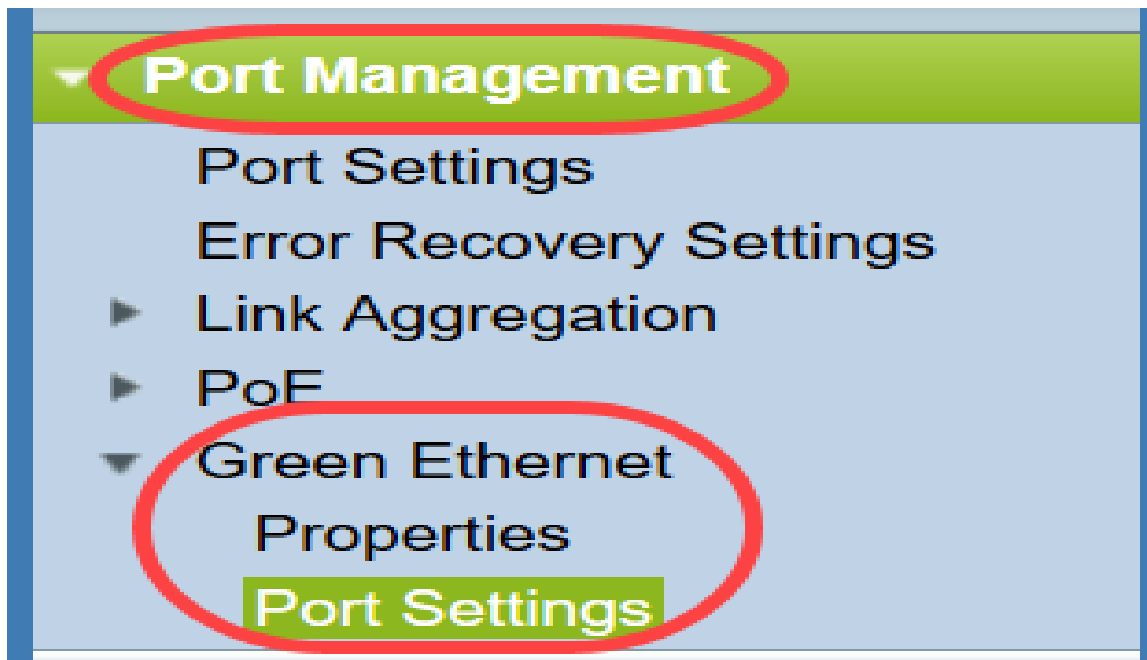 Port Management
Port Settings
Error Recovery Settings
Link Aggregation
PoE
Green Ethernet
Properties
Port Settings